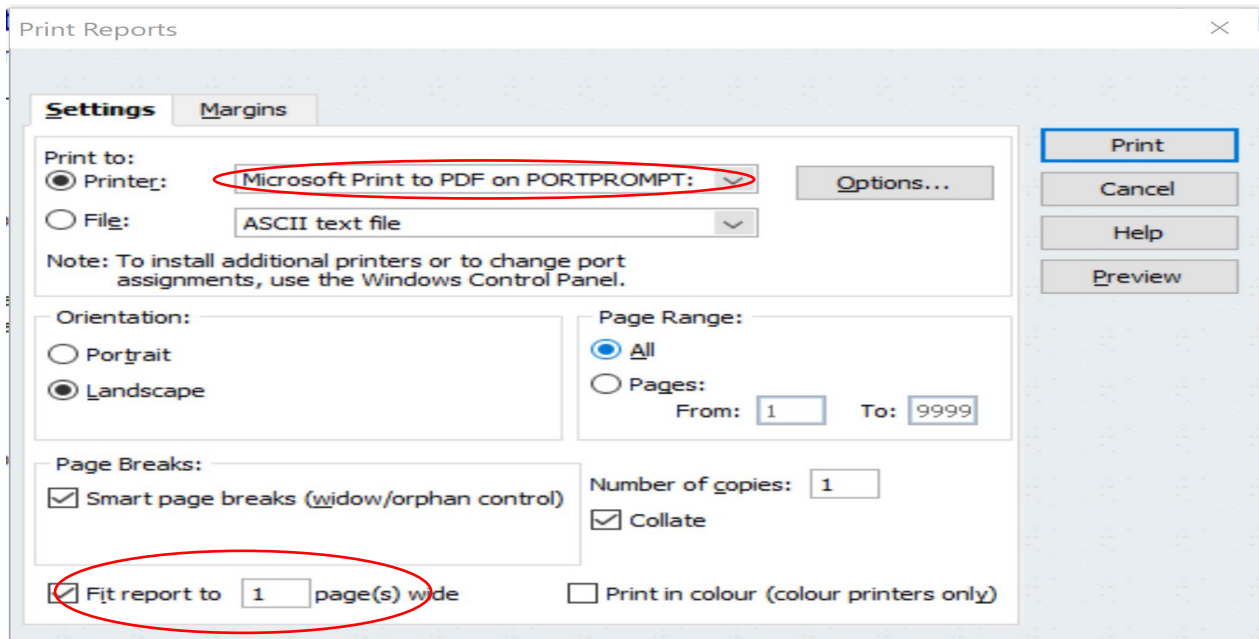 Print Reports
Settings Margins
Print to:
Printer: Microsoft Print to PDF on PORTPROMPT: Options...
File: ASCII text file
Note: To install additional printers or to change port
assignments, use the Windows Control Panel.
Print
Cancel
Help
Preview
Orientation:
Portrait
Landscape
Page Range:
All
Pages:
From: 1 To: 9999
Page Breaks:
Smart page breaks (widow/orphan control)
Number of copies: 1
Collate
Fit report to 1 page(s) wide
Print in colour (colour printers only)